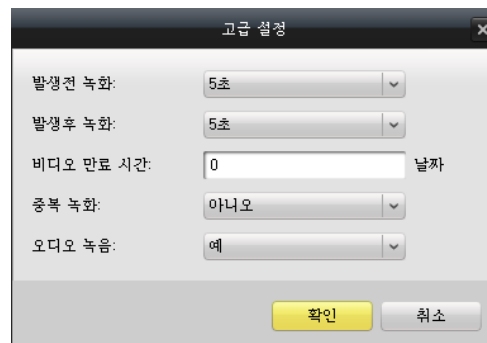 고급 설정
발생전 녹화: 5초
발생후 녹화: 5초
비디오 만료 시간: 0 날짜
중복 녹화: 아니오
오디오 녹음: 예
확인 취소